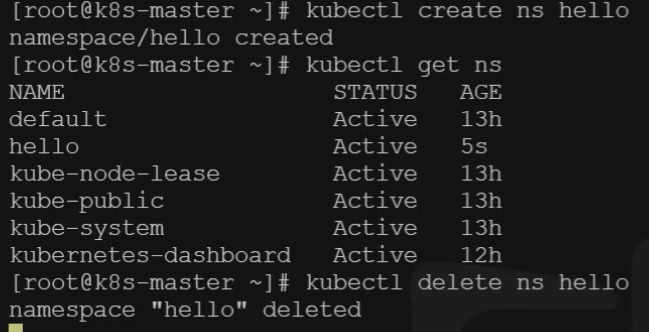 [root@k8s-master ~]# kubectl create ns hello
namespace/hello created
[root@k8s-master ~]# kubectl get ns
NAME                   STATUS   AGE
default                Active   13h
hello                  Active   5s
kube-node-lease        Active   13h
kube-public            Active   13h
kube-system            Active   13h
kubernetes-dashboard   Active   12h
[root@k8s-master ~]# kubectl delete ns hello
namespace "hello" deleted